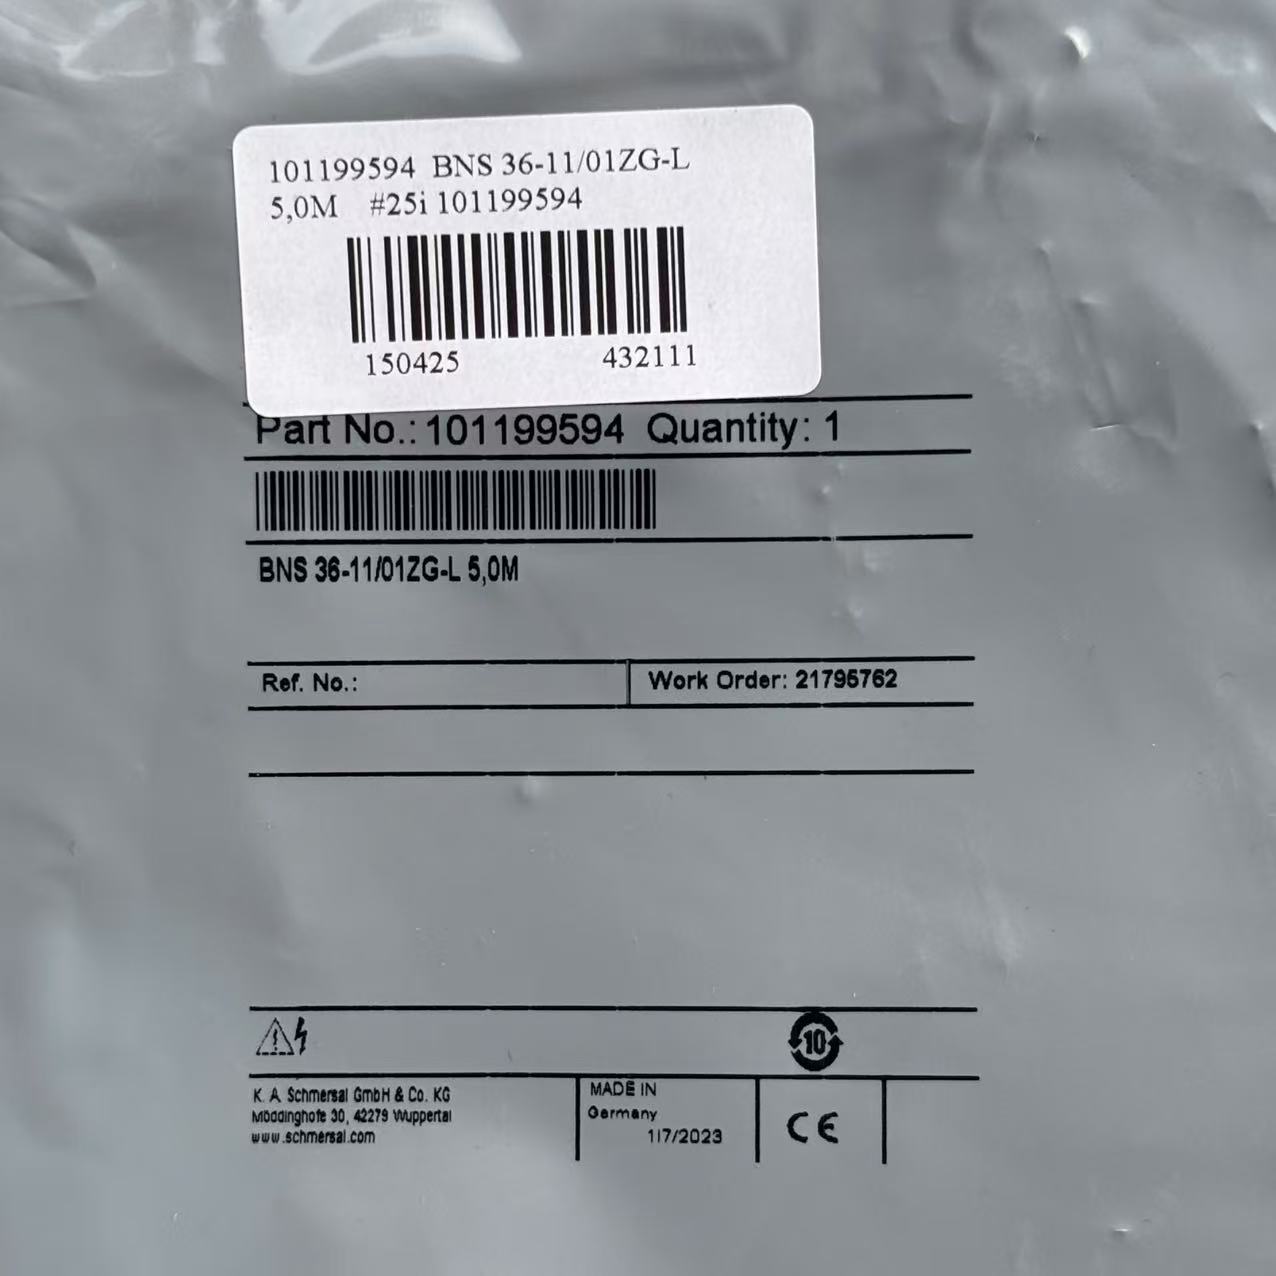 101199594 BNS 36-11/01ZG-L
5,0M #25i 101199594
150425 432111
Part No.: 101199594 Quantity: 1
BNS 36-11/01ZG-L 5,0M
Ref. No.: Work Order: 21795762
10
K. A. Schmersal GmbH & Co. KG
Möddinghofe 30, 42279 Wuppertal
www.schmersal.com
MADE IN
Germany
117/2023
CE